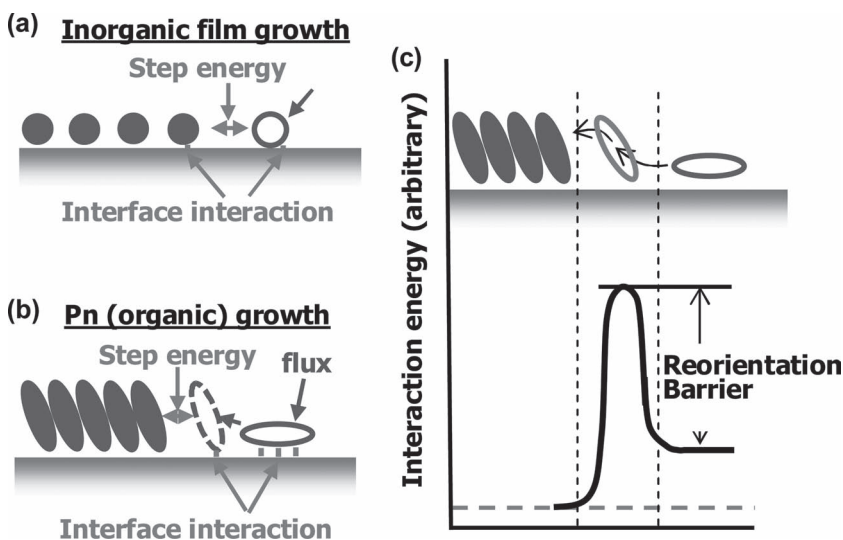 (a)
Inorganic film growth
Step energy
Interface interaction
(b)
Pn (organic) growth
Step energy
flux
Interface interaction
(c)
Interaction energy (arbitrary)
Reorientation
Barrier